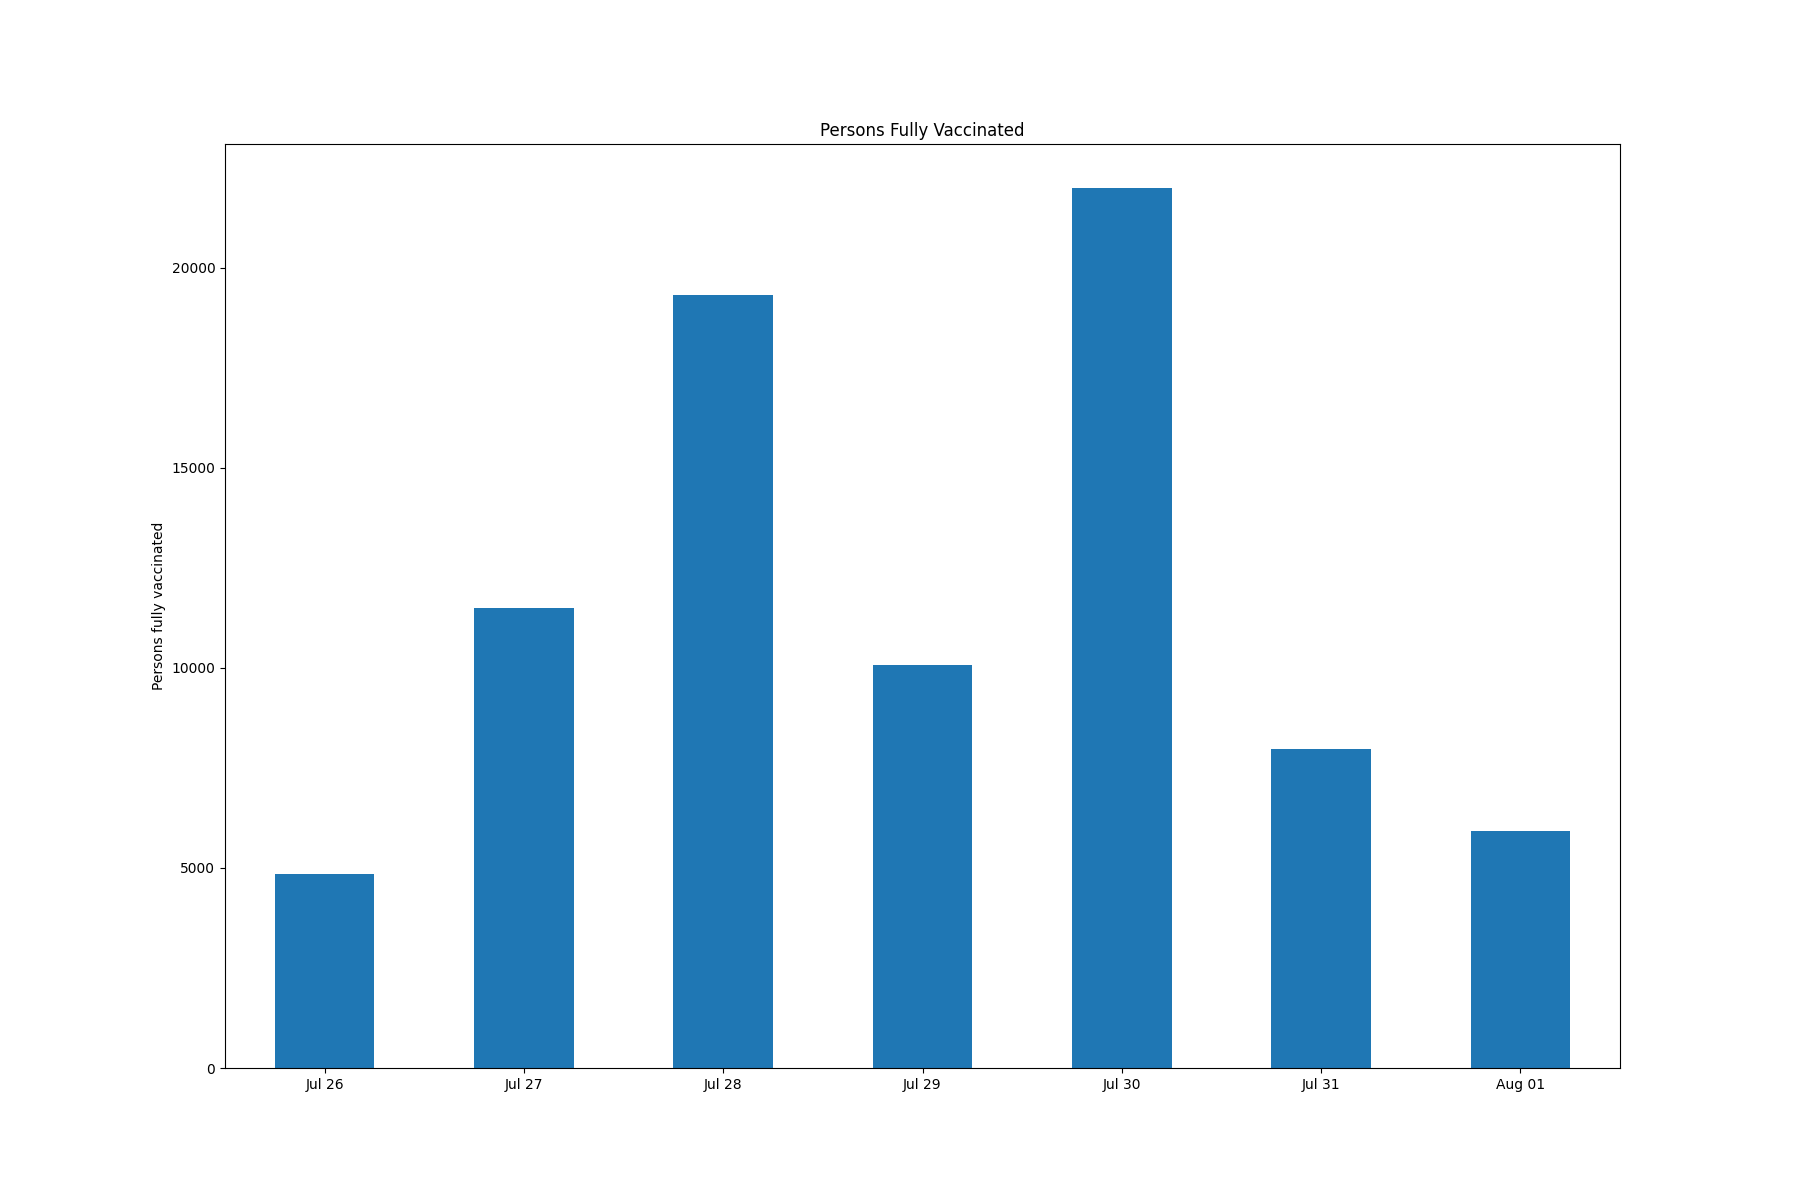 Persons Fully Vaccinated
Persons fully vaccinated
20000
15000
10000
5000
0
Jul 26 Jul 27 Jul 28 Jul 29 Jul 30 Jul 31 Aug 01